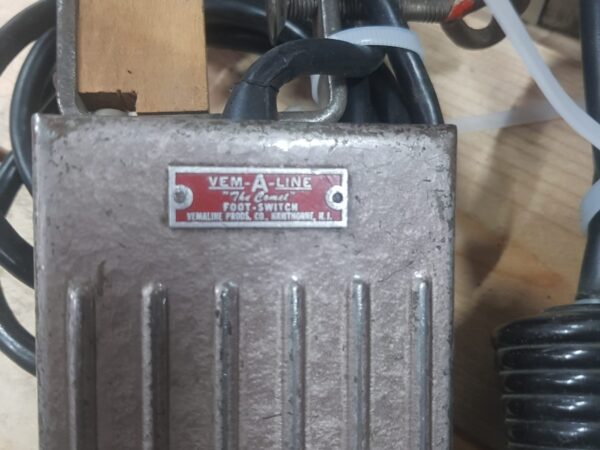 VEM-A-LINE
"The Comet"
FOOT-SWITCH
VEMALINE PRODS. CO., HAWTHORNE, N.J.